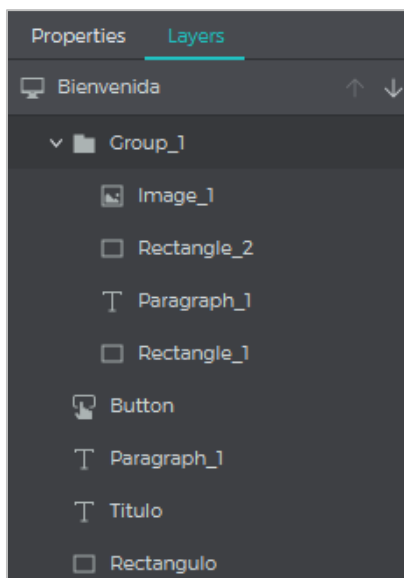 Properties Layers
Bienvenida
Group_1
Image_1
Rectangle_2
Paragraph_1
Rectangle_1
Button
Paragraph_1
Titulo
Rectangulo